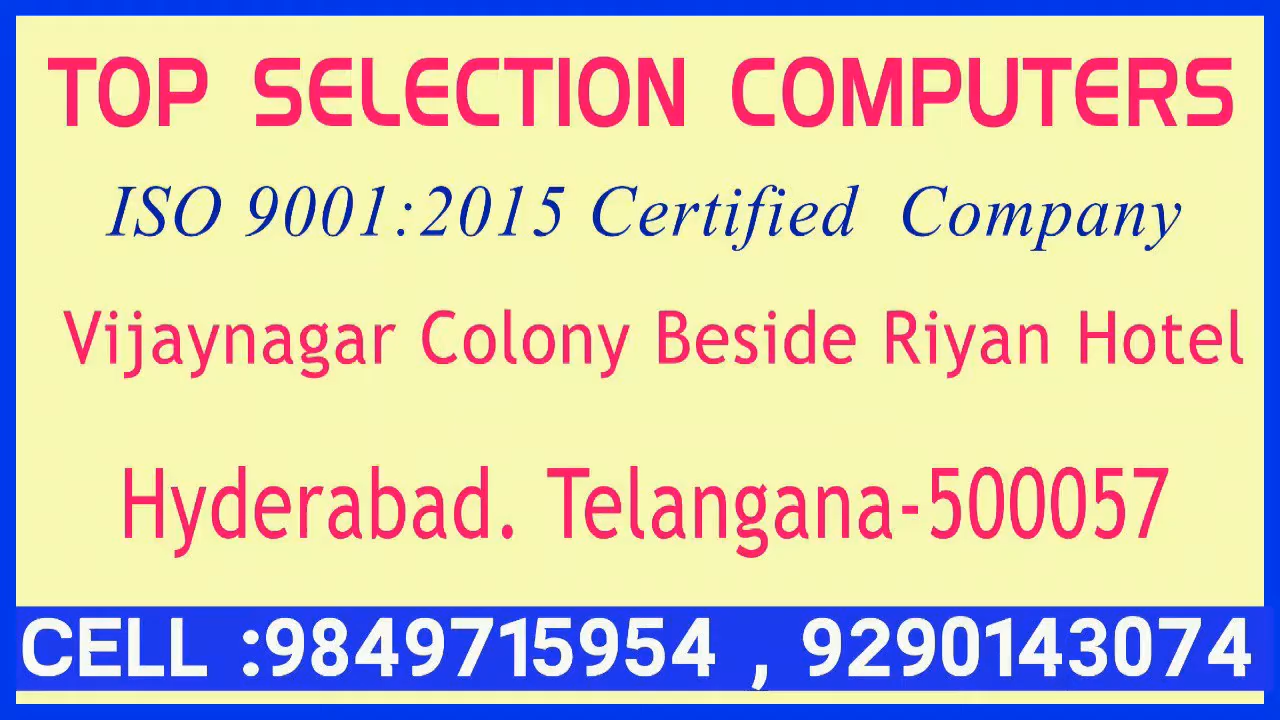 TOP SELECTION COMPUTERS
ISO 9001:2015 Certified Company
Vijaynagar Colony Beside Riyan Hotel
Hyderabad. Telangana-500057
CELL :9849715954 , 9290143074